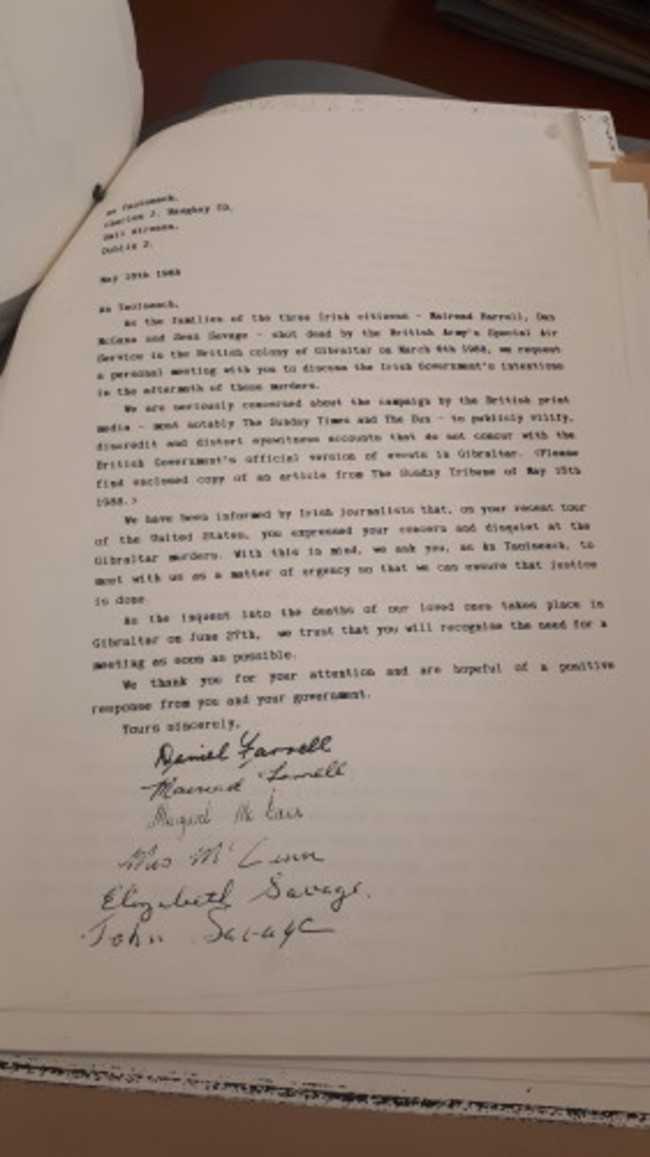 An Taoiseach,
Charles J. Haughey TD,
Dail Eireann,
Dublin 2.
May 1988
An Taoiseach,
As the families of the three Irish citizens - Mairead Farrell, Dan
McCann and Sean Savage - shot dead by the British Army's Special Air
Service in the British colony of Gibraltar on March 6th 1988, we request
a personal meeting with you to discuss the Irish Government's intentions
in the aftermath of these murders.
We are seriously concerned about the campaign by the British print
media - most notably The Sunday Times and The Sun - to publicly vilify,
discredit and distort eyewitness accounts that do not concur with the
British Government's official version of events in Gibraltar. (Please
find enclosed copy of an article from The Sunday Tribune of May 15th
1988.)
We have been informed by Irish journalists that, on your recent tour
of the United States, you expressed your concern and disquiet at the
Gibraltar murders. With this in mind, we ask you, as An Taoiseach, to
meet with us as a matter of urgency so that we can ensure that justice
is done.
As the inquest into the deaths of our loved ones takes place in
Gibraltar on June 27th, we trust that you will recognise the need for a
meeting as soon as possible.
We thank you for your attention and are hopeful of a positive
response from you and your government.
Yours sincerely,
Daniel Farrell
Mairead Farrell
Margaret Mc Cann
Mrs McCann
Elizabeth Savage.
John Savage